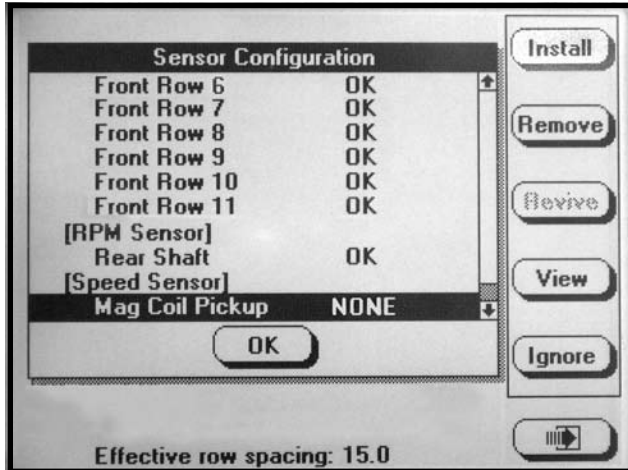 Sensor Configuration
Front Row 6 OK
Front Row 7 OK
Front Row 8 OK
Front Row 9 OK
Front Row 10 OK
Front Row 11 OK
[RPM Sensor]
Rear Shaft OK
[Speed Sensor]
Mag Coil Pickup NONE
OK
Effective row spacing: 15.0
Install
Remove
Revive
View
Ignore